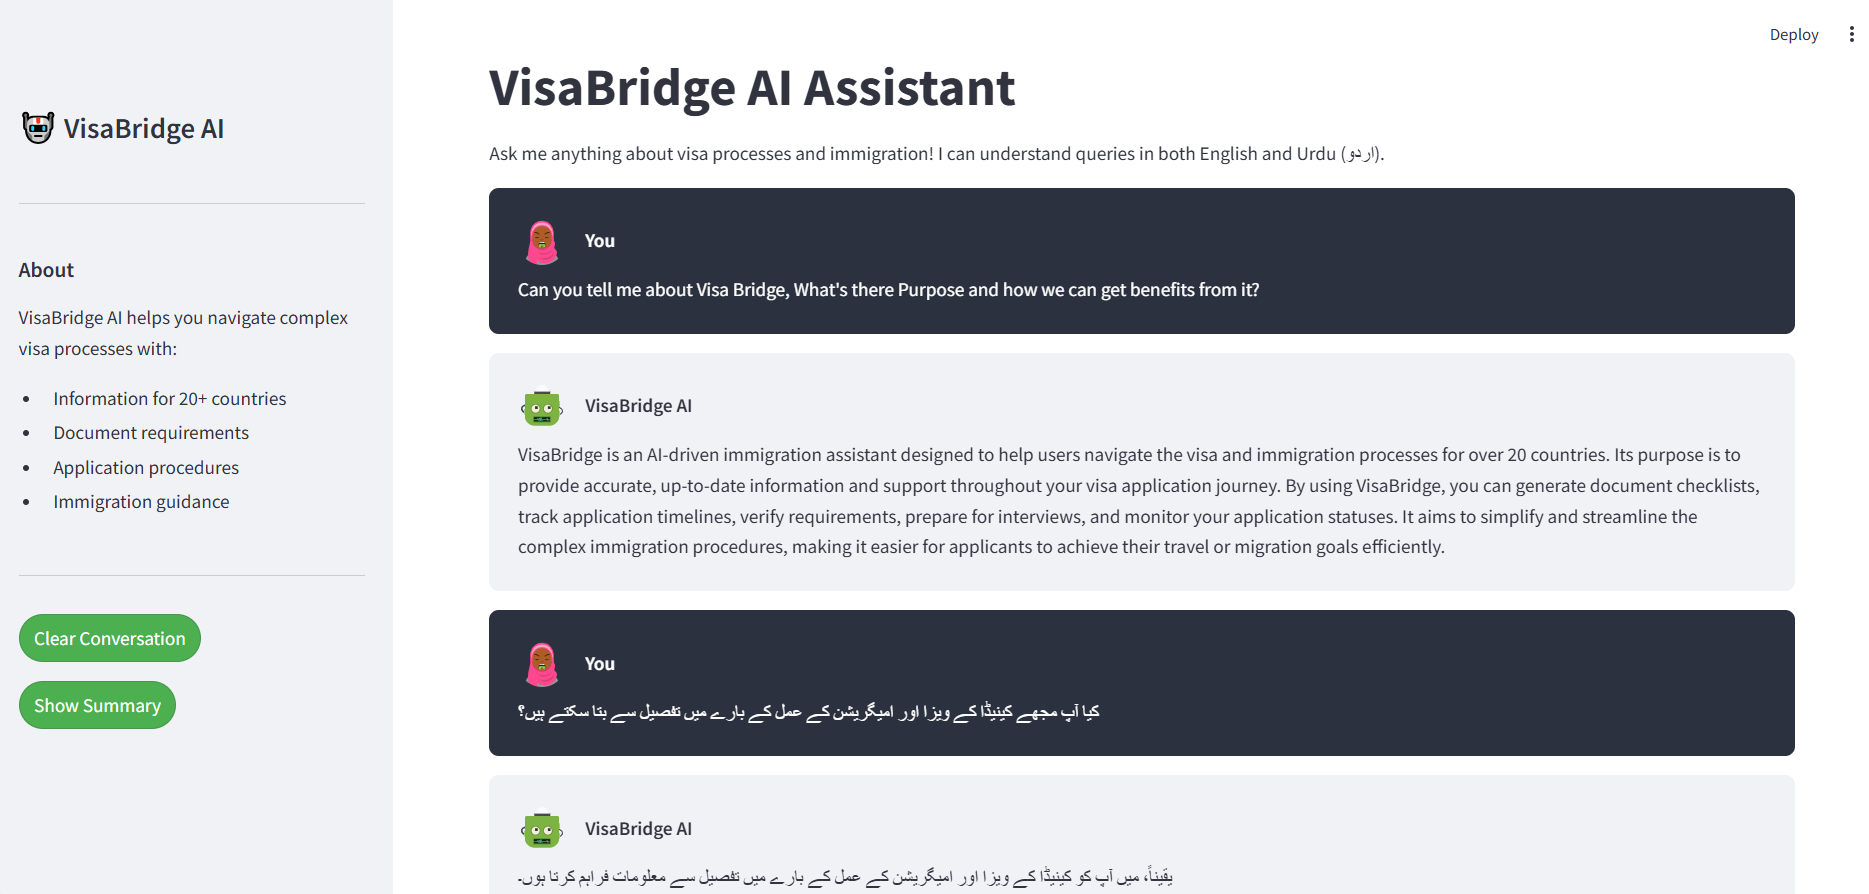 Deploy
VisaBridge AI
About
VisaBridge AI helps you navigate complex
visa processes with:
• Information for 20+ countries
• Document requirements
• Application procedures
• Immigration guidance
Clear Conversation
Show Summary
VisaBridge AI Assistant
Ask me anything about visa processes and immigration! I can understand queries in both English and Urdu (اردو).
You
Can you tell me about Visa Bridge, What's there Purpose and how we can get benefits from it?
VisaBridge AI
VisaBridge is an AI-driven immigration assistant designed to help users navigate the visa and immigration processes for over 20 countries. Its purpose is to
provide accurate, up-to-date information and support throughout your visa application journey. By using VisaBridge, you can generate document checklists,
track application timelines, verify requirements, prepare for interviews, and monitor your application statuses. It aims to simplify and streamline the
complex immigration procedures, making it easier for applicants to achieve their travel or migration goals efficiently.
You
کیا آپ مجھے کینیڈا کے ویزا اور امیگریشن کے عمل کے بارے میں تفصیل سے بتا سکتے ہیں؟
VisaBridge AI
یقیناً، میں آپ کو کینیڈا کے ویزا اور امیگریشن کے عمل کے بارے میں تفصیل سے معلومات فراہم کرتا ہوں۔